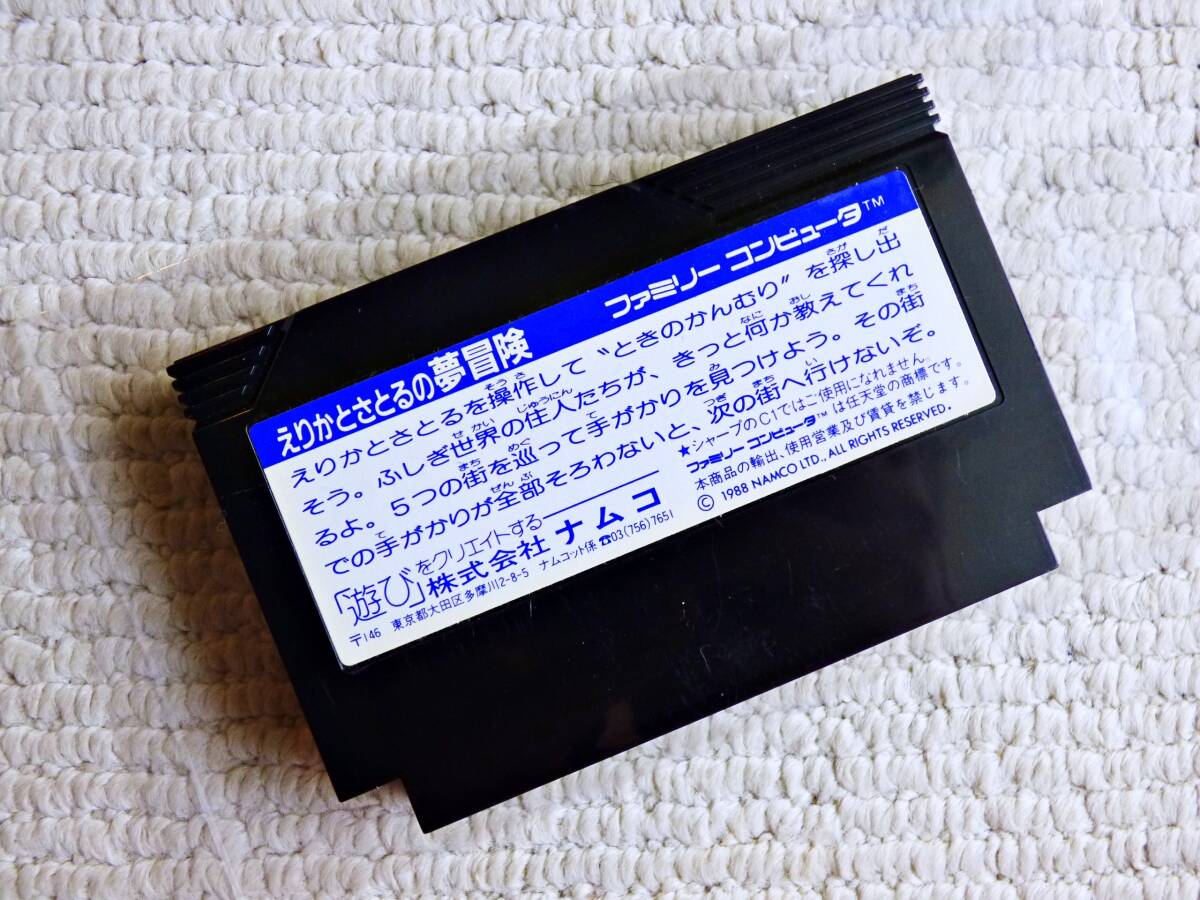 えりかとさとるの夢冒険 ファミリーコンピュータ™
えりかとさとるを操作して〝ときのかんむり〟を探し出
そう。ふしぎ世界の住人たちが、きっと何か教えてくれ
るよ。5つの街を巡って手がかりを見つけよう。その街
での手がかりが全部そろわないと、次の街へ行けないぞ。
「遊び」をクリエイトする
株式会社ナムコ
〒146 東京都大田区多摩川2-8-5 ナムコット係 ☎03(756)7651
★シャープのC1ではご使用になれません。
ファミリーコンピュータ™は任天堂の商標です。
本商品の輸出、使用営業及び賃貸を禁じます。
© 1988 NAMCO LTD., ALL RIGHTS RESERVED.